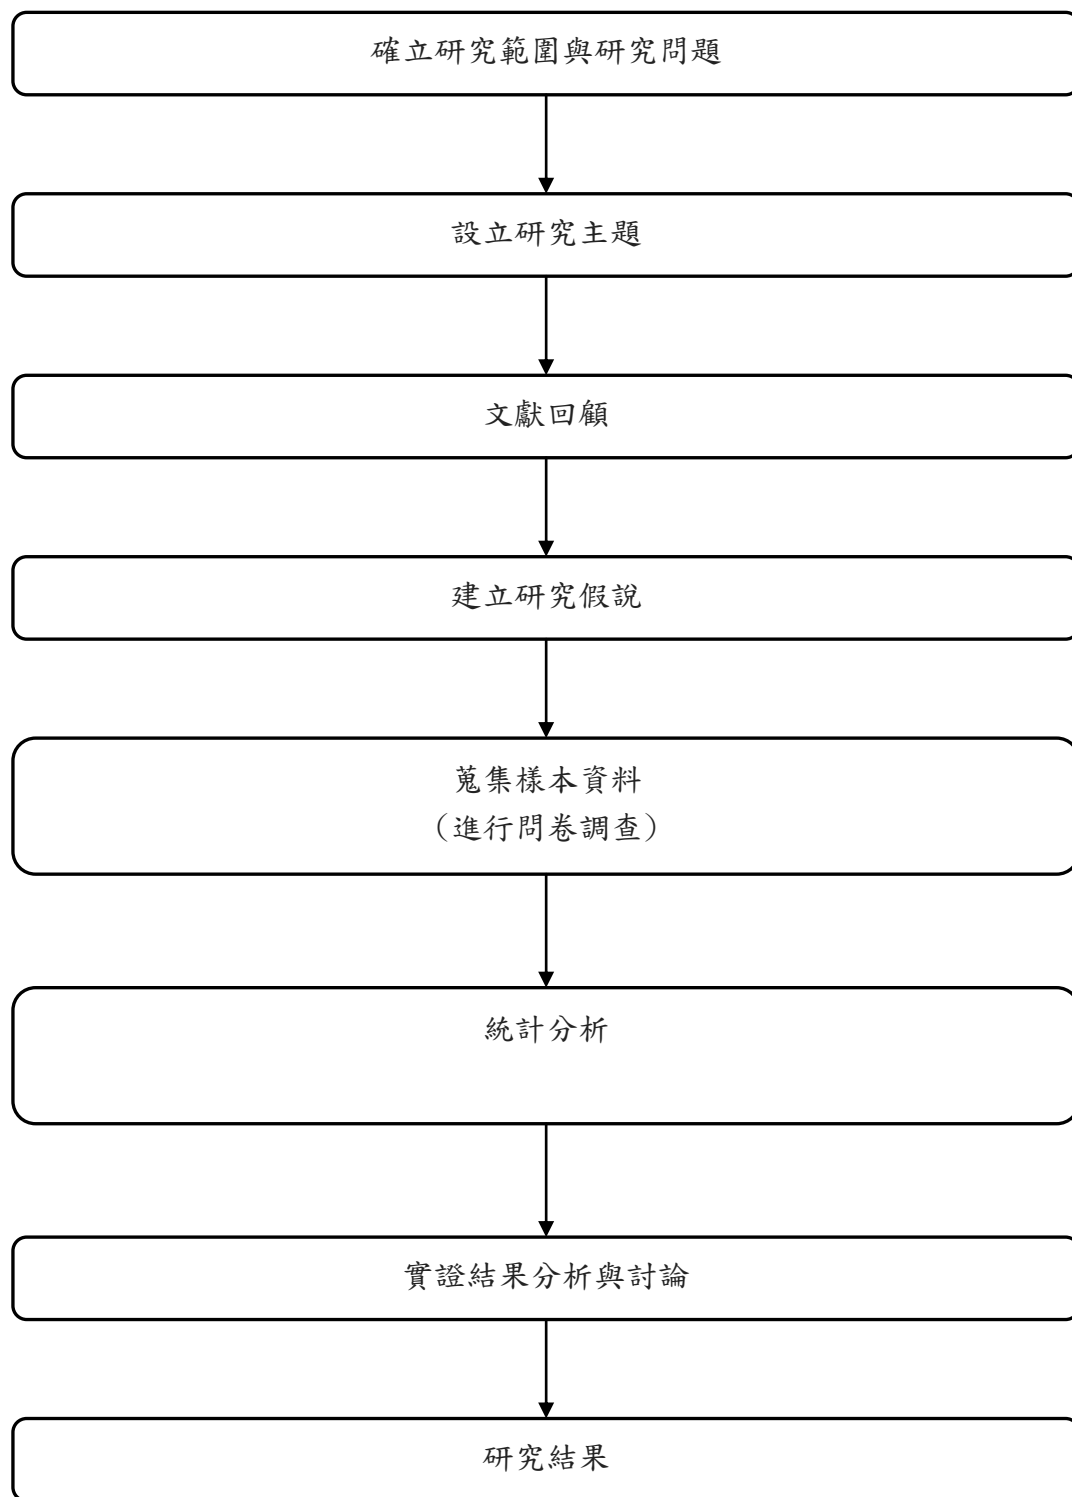 確立研究範圍與研究問題
設立研究主題
文獻回顧
建立研究假說
蒐集樣本資料
（進行問卷調查）
統計分析
實證結果分析與討論
研究結果